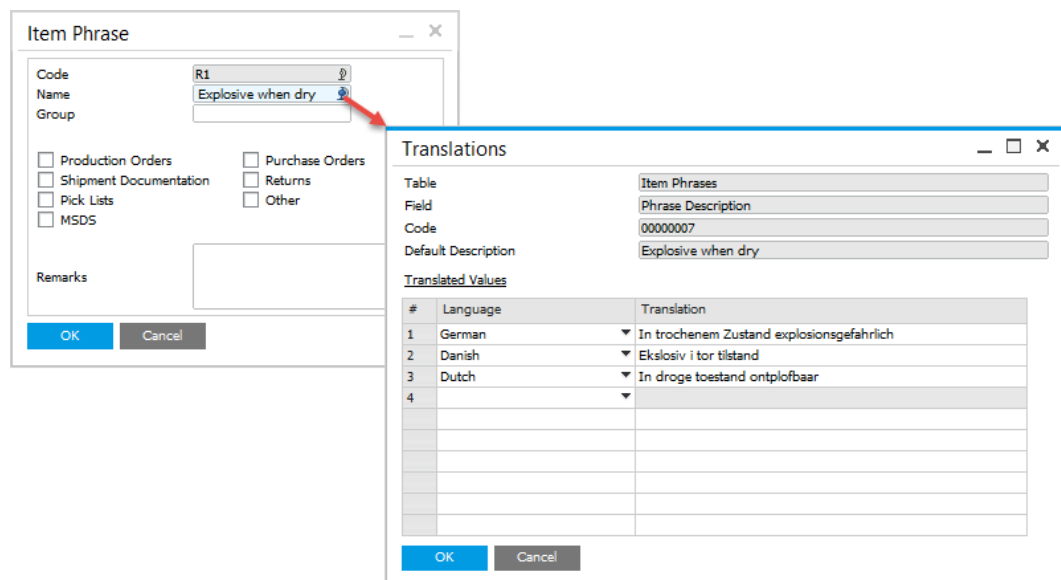 Item Phrase
Code R1
Name Explosive when dry
Group
Production Orders Purchase Orders
Shipment Documentation Returns
Pick Lists Other
MSDS
Remarks
OK Cancel
Translations
Table Item Phrases
Field Phrase Description
Code 00000007
Default Description Explosive when dry
Translated Values
# Language Translation
1 German In trochenem Zustand explosionsgefahrlich
2 Danish Ekslosiv i tor tilstand
3 Dutch In droge toestand ontplofbaar
4
OK Cancel